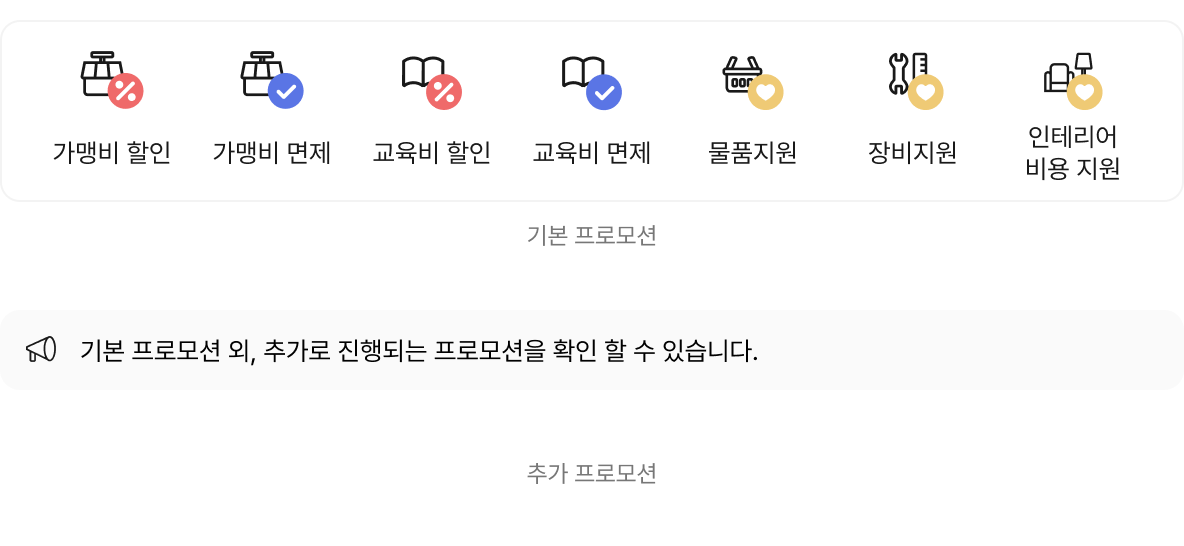 가맹비 할인
가맹비 면제
교육비 할인
교육비 면제
물품지원
장비지원
인테리어
비용 지원
기본 프로모션
기본 프로모션 외, 추가로 진행되는 프로모션을 확인 할 수 있습니다.
추가 프로모션